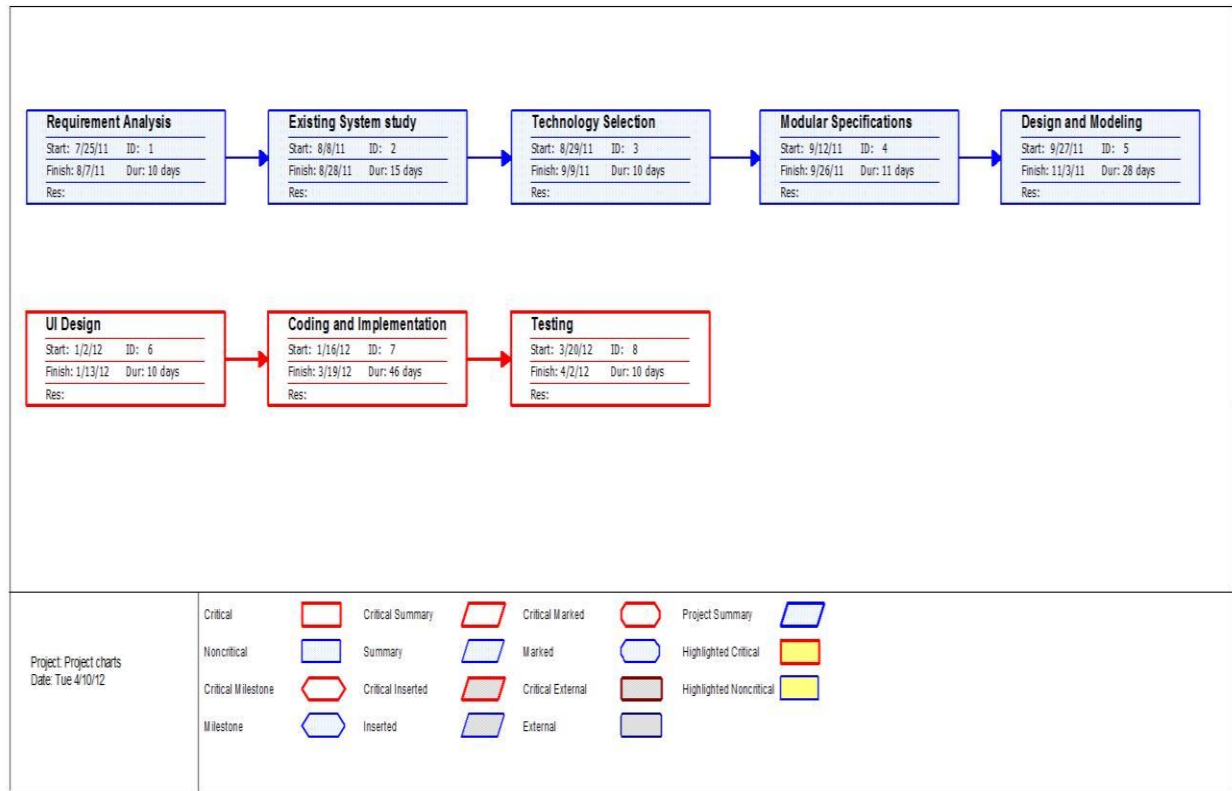 Requirement Analysis
Start: 7/25/11 ID: 1
Finish: 8/7/11 Dur: 10 days
Res:
Existing System study
Start: 8/8/11 ID: 2
Finish: 8/28/11 Dur: 15 days
Res:
Technology Selection
Start: 8/29/11 ID: 3
Finish: 9/9/11 Dur: 10 days
Res:
Modular Specifications
Start: 9/12/11 ID: 4
Finish: 9/26/11 Dur: 11 days
Res:
Design and Modeling
Start: 9/27/11 ID: 5
Finish: 11/3/11 Dur: 28 days
Res:
UI Design
Start: 1/2/12 ID: 6
Finish: 1/13/12 Dur: 10 days
Res:
Coding and Implementation
Start: 1/16/12 ID: 7
Finish: 3/19/12 Dur: 46 days
Res:
Testing
Start: 3/20/12 ID: 8
Finish: 4/2/12 Dur: 10 days
Res:
Project: Project charts
Date: Tue 4/10/12
Critical
Noncritical
Critical Milestone
Milestone
Critical Summary
Summary
Critical Inserted
Inserted
Critical Marked
Marked
Critical External
External
Project Summary
Highlighted Critical
Highlighted Noncritical